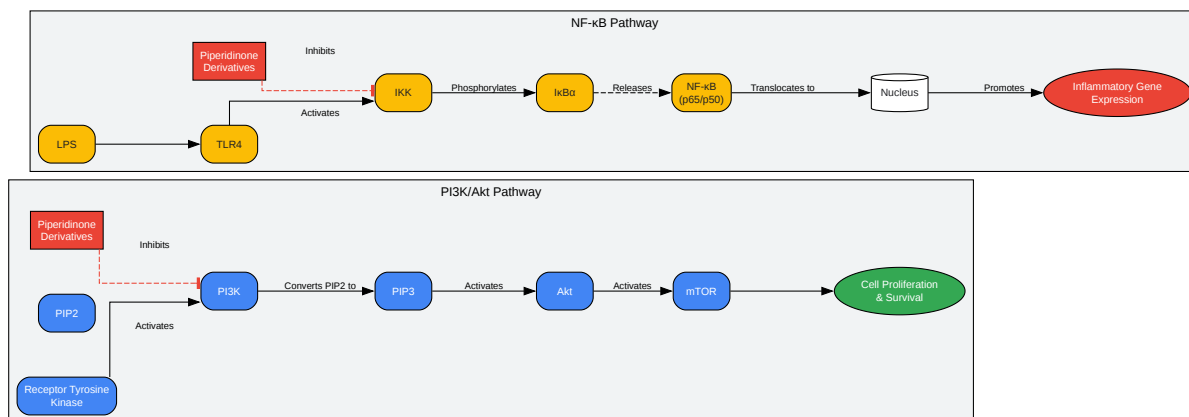 NF-κB Pathway
Piperidinone
Derivatives
Inhibits
IKK
Phosphorylates
IκBα
Releases
NF-κB
(p65/p50)
Translocates to
Nucleus
Promotes
Inflammatory Gene
Expression
Activates
LPS
TLR4
PI3K/Akt Pathway
Piperidinone
Derivatives
Inhibits
PI3K
Converts PIP2 to
PIP3
Activates
Akt
Activates
mTOR
Cell Proliferation
& Survival
PIP2
Activates
Receptor Tyrosine
Kinase